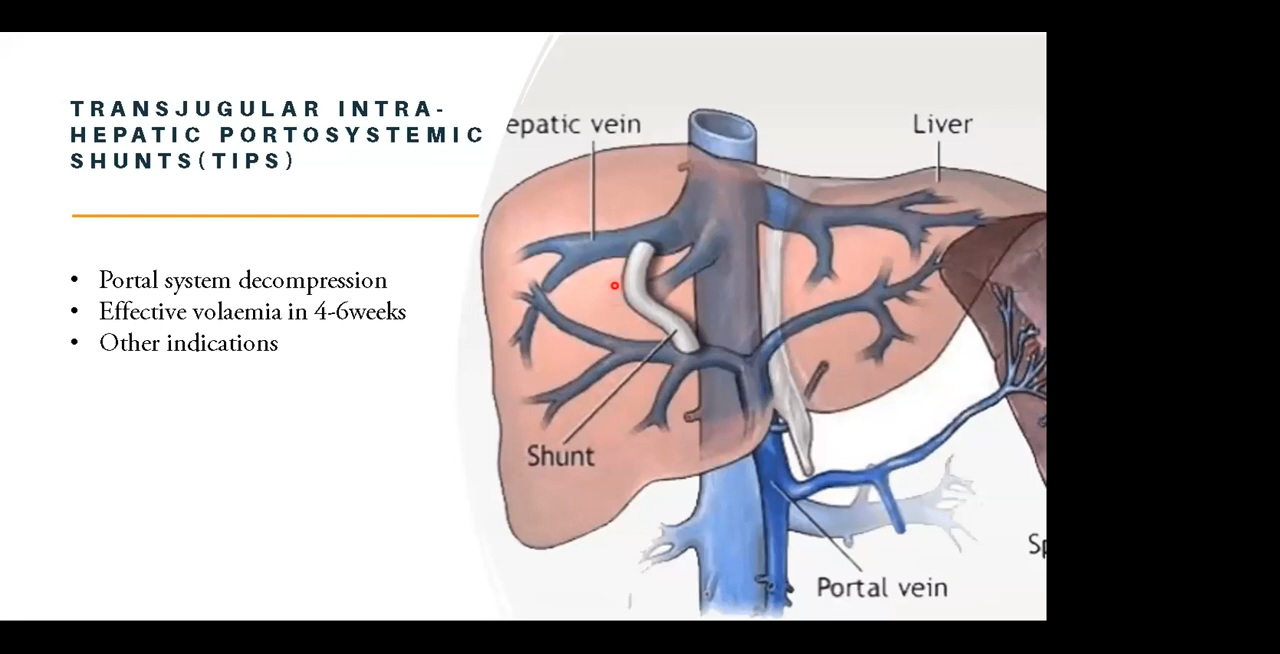 TRANSJUGULAR INTRA-
HEPATIC PORTOSYSTEMIC
SHUNTS(TIPS)
• Portal system decompression
• Effective volaemia in 4-6weeks
• Other indications
epatic vein
Liver
Shunt
Sp
Portal vein